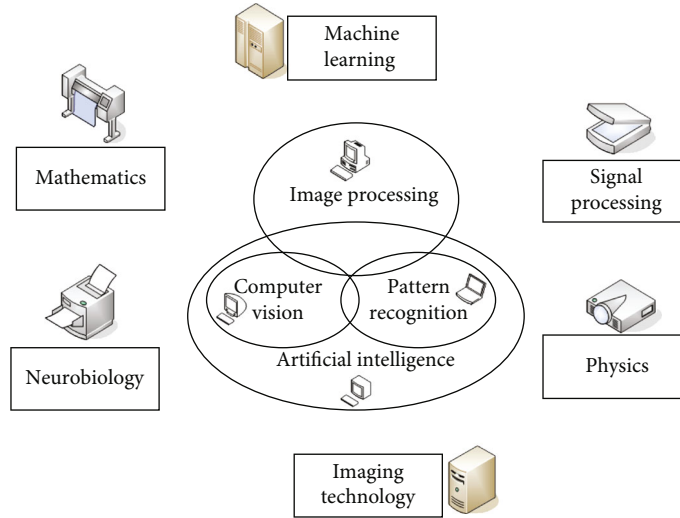 Machine
learning
Mathematics
Image processing
Signal
processing
Computer
vision
Pattern
recognition
Neurobiology
Artificial intelligence
Physics
Imaging
technology